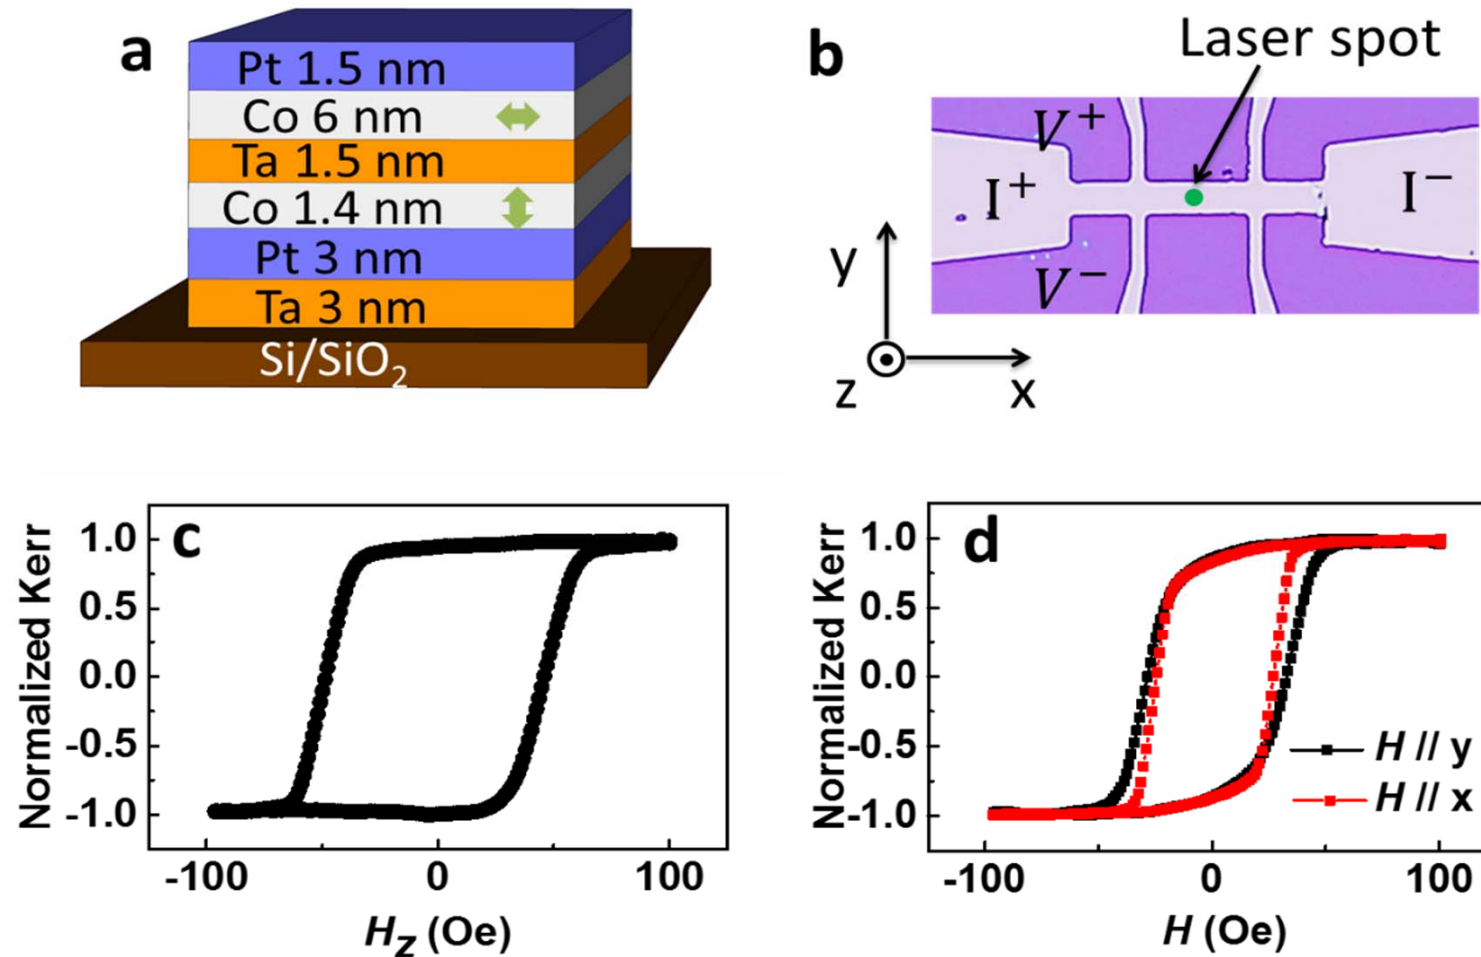 a
Pt 1.5 nm
Co 6 nm
Ta 1.5 nm
Co 1.4 nm
Pt 3 nm
Ta 3 nm
Si/SiO₂
b
Laser spot
V⁺
I⁺
I⁻
V⁻
y
z
x
c
Normalized Kerr
1.0
0.5
0.0
-0.5
-1.0
-100
0
100
H_Z (Oe)
d
Normalized Kerr
1.0
0.5
0.0
-0.5
-1.0
H // y
H // x
-100
0
100
H (Oe)